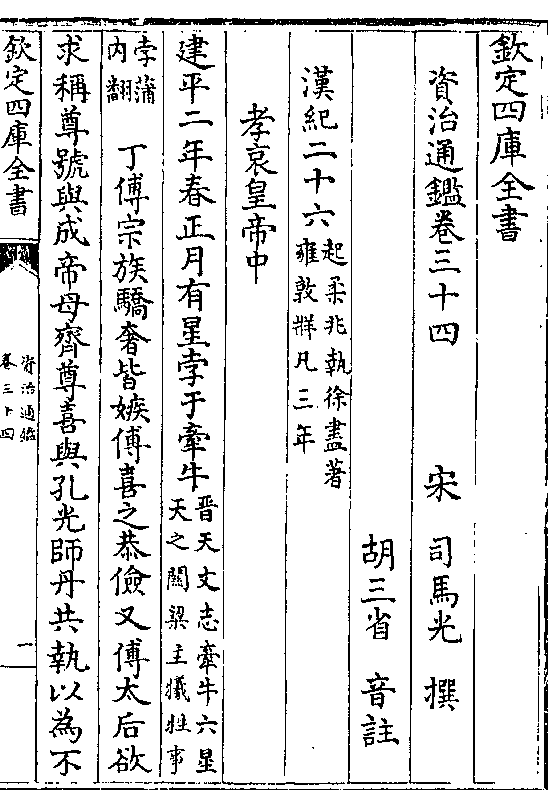 欽定四庫全書
資治通鑑卷三十四
宋 司馬光 撰
胡三省 音註
漢紀二十六起柔兆執徐盡著
雍敦牂凡三年
孝哀皇帝中
建平二年春正月有星孛于牽牛晉天文志牽牛六星
天之關梁主犧牲事
孛蒲
内翻
丁傅宗族驕奢皆嫉傅喜之恭儉又傅太后欲
求稱尊號與成帝母齊尊喜與孔光師丹共執以為不
欽定四庫全書
資治通鑑
卷三十四
一